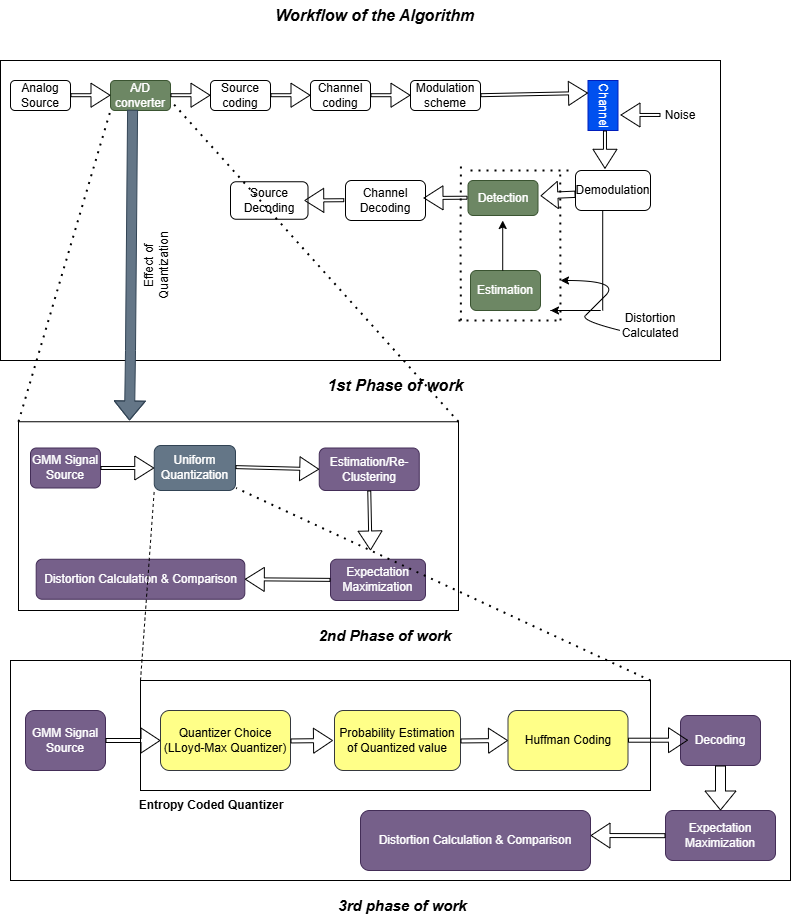 Workflow of the Algorithm
Analog
Source
A/D
converter
Source
coding
Channel
coding
Modulation
scheme
Channel
Noise
Source
Decoding
Channel
Decoding
Detection
Demodulation
Effect of
Quantization
Estimation
Distortion
Calculated
1st Phase of work
GMM Signal
Source
Uniform
Quantization
Estimation/Re-
Clustering
Distortion Calculation & Comparison
Expectation
Maximization
2nd Phase of work
GMM Signal
Source
Quantizer Choice
(LLoyd-Max Quantizer)
Probability Estimation
of Quantized value
Huffman Coding
Decoding
Entropy Coded Quantizer
Distortion Calculation & Comparison
Expectation
Maximization
3rd phase of work